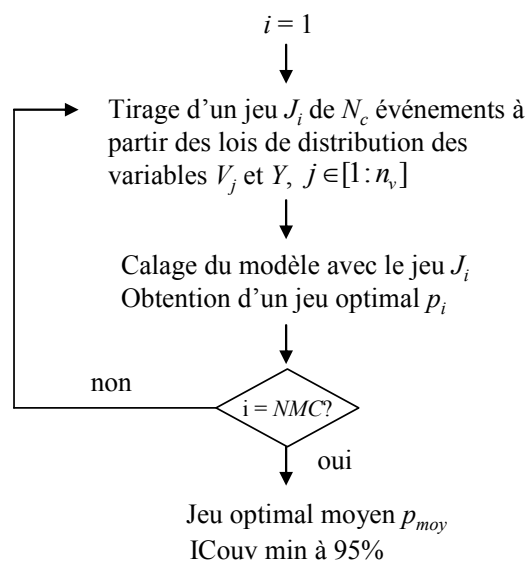 i = 1
Tirage d'un jeu J_i de N_c événements à
partir des lois de distribution des
variables V_j et Y, j ∈ [1 : n_v]
Calage du modèle avec le jeu J_i
Obtention d'un jeu optimal p_i
non
i = NMC?
oui
Jeu optimal moyen p_moy
ICouv min à 95%